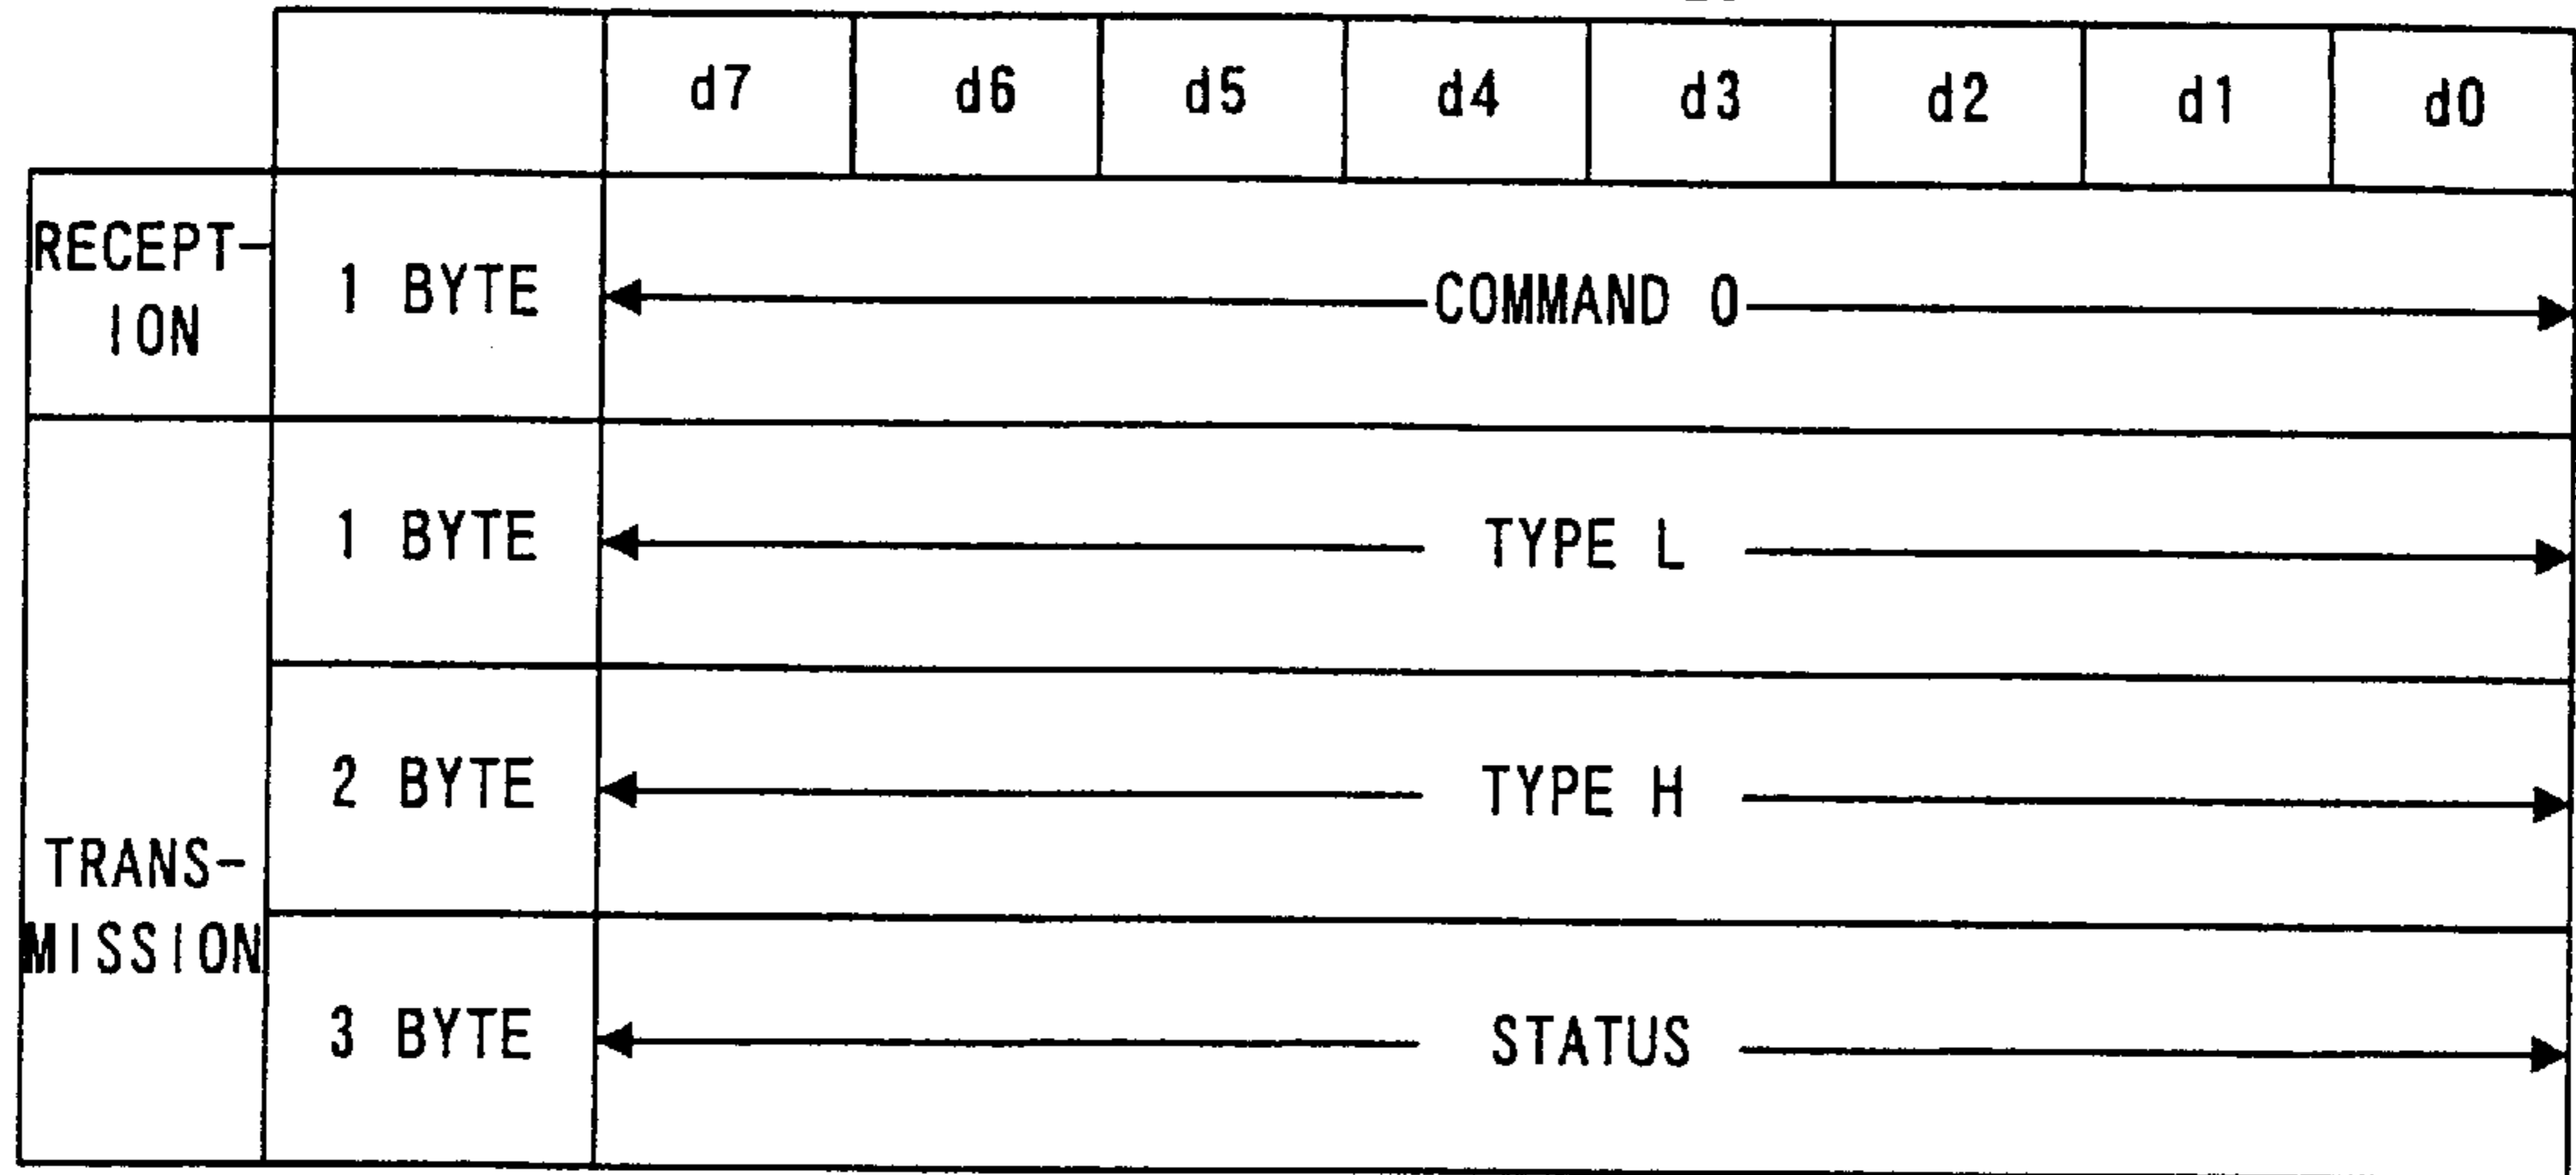 d7 d6 d5 d4 d3 d2 d1 d0
RECEPT-
ION
1 BYTE COMMAND 0
1 BYTE TYPE L
2 BYTE TYPE H
TRANS-
MISSION
3 BYTE STATUS